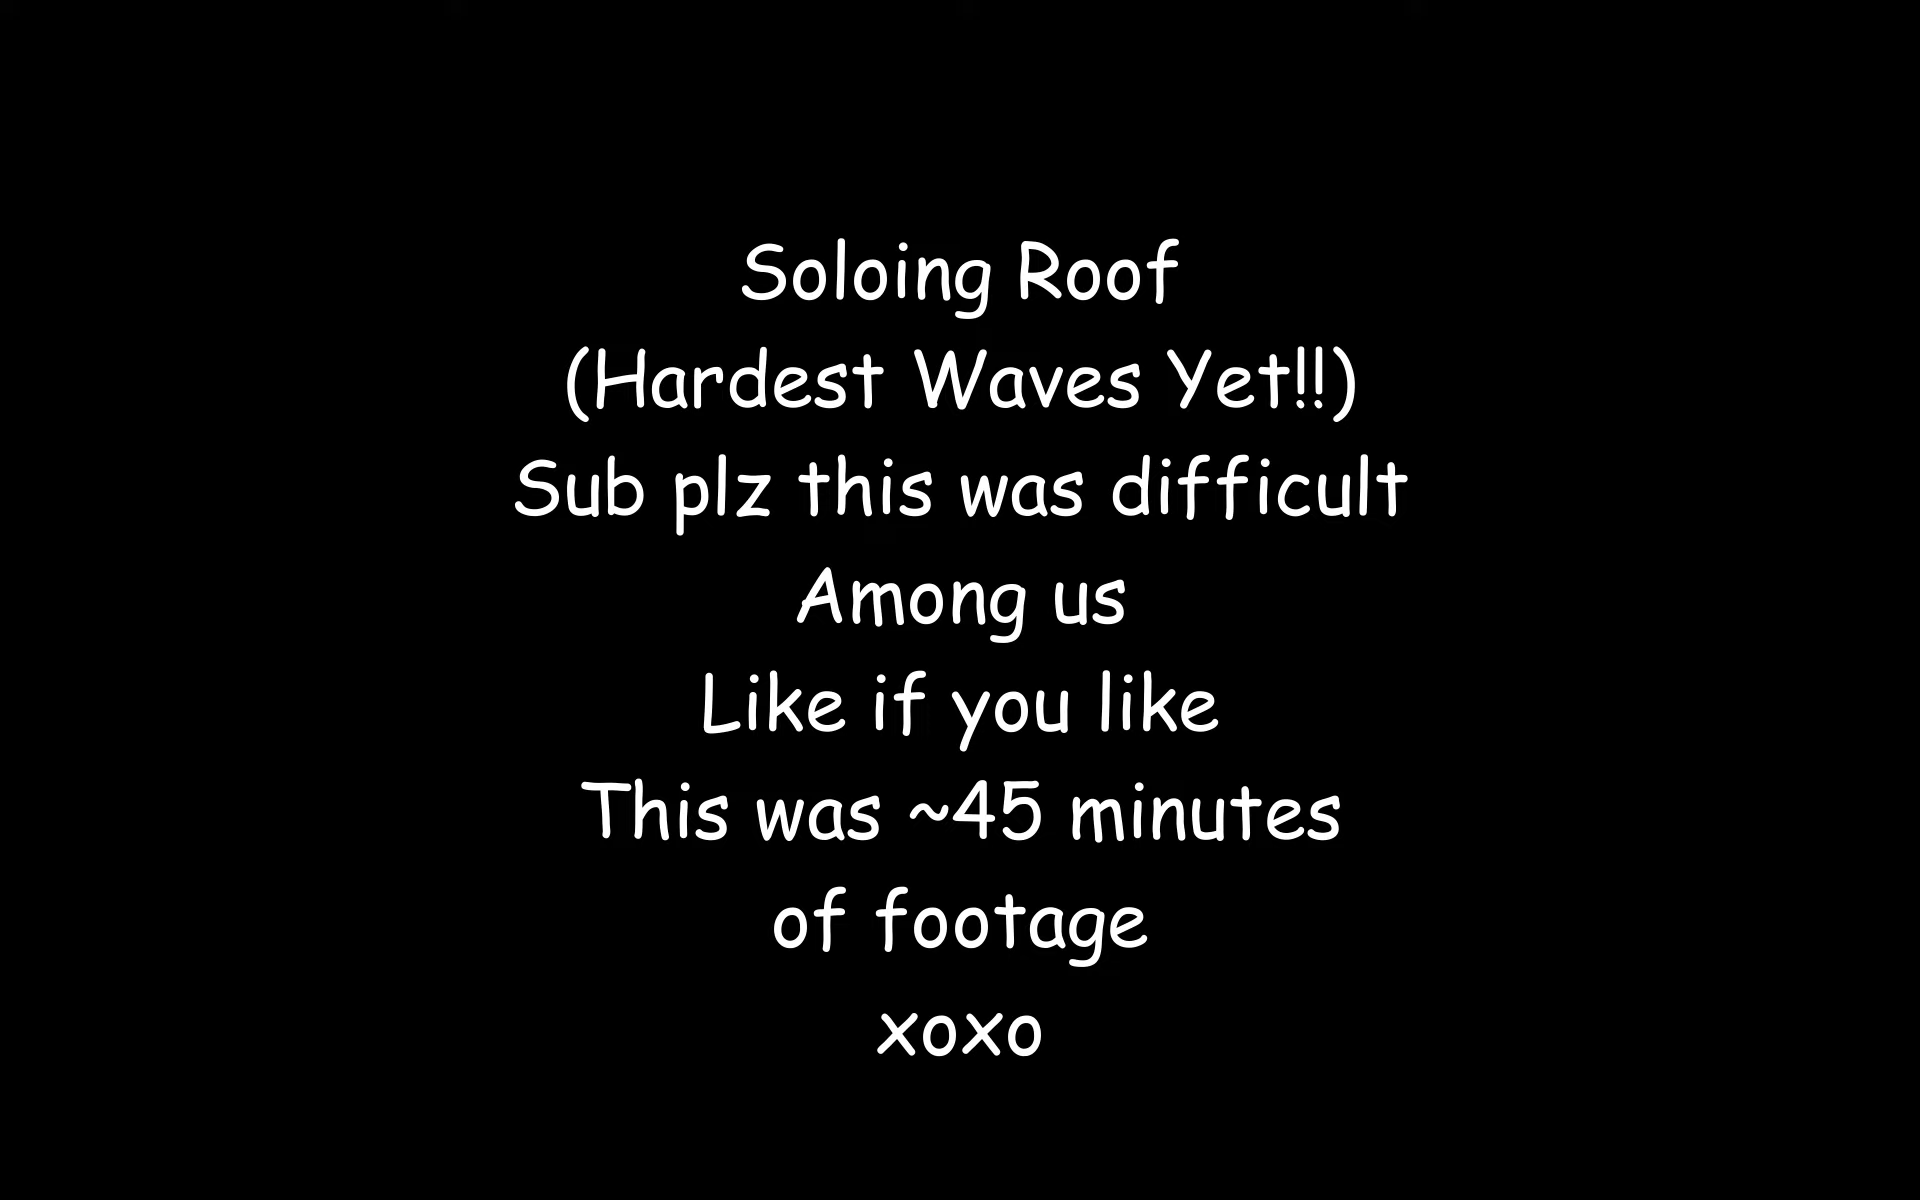 Soloing Roof
(Hardest Waves Yet!!)
Sub plz this was difficult
Among us
Like if you like
This was ~45 minutes
of footage
xoxo